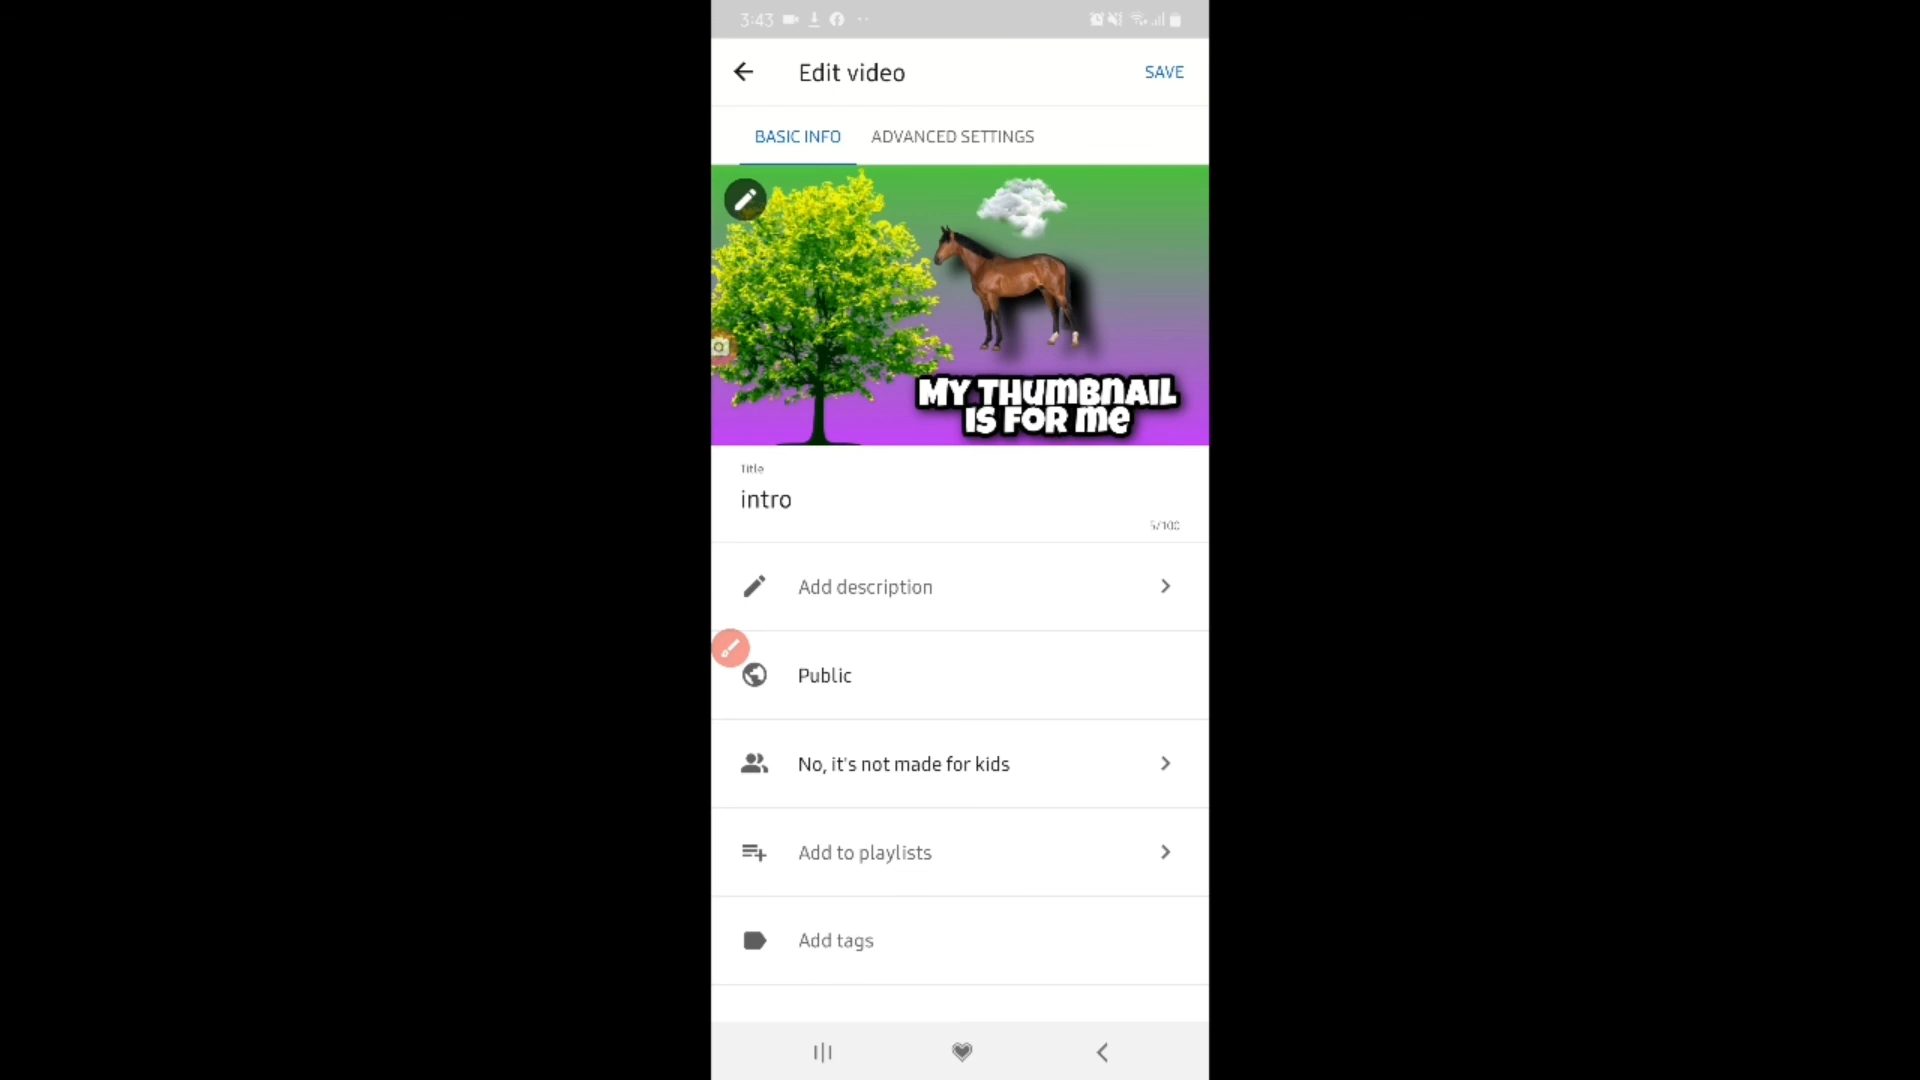 3:43
Edit video
SAVE
BASIC INFO
ADVANCED SETTINGS
MY THUMBNAIL
IS FOR ME
Title
intro
5/100
Add description
Public
No, it's not made for kids
Add to playlists
Add tags